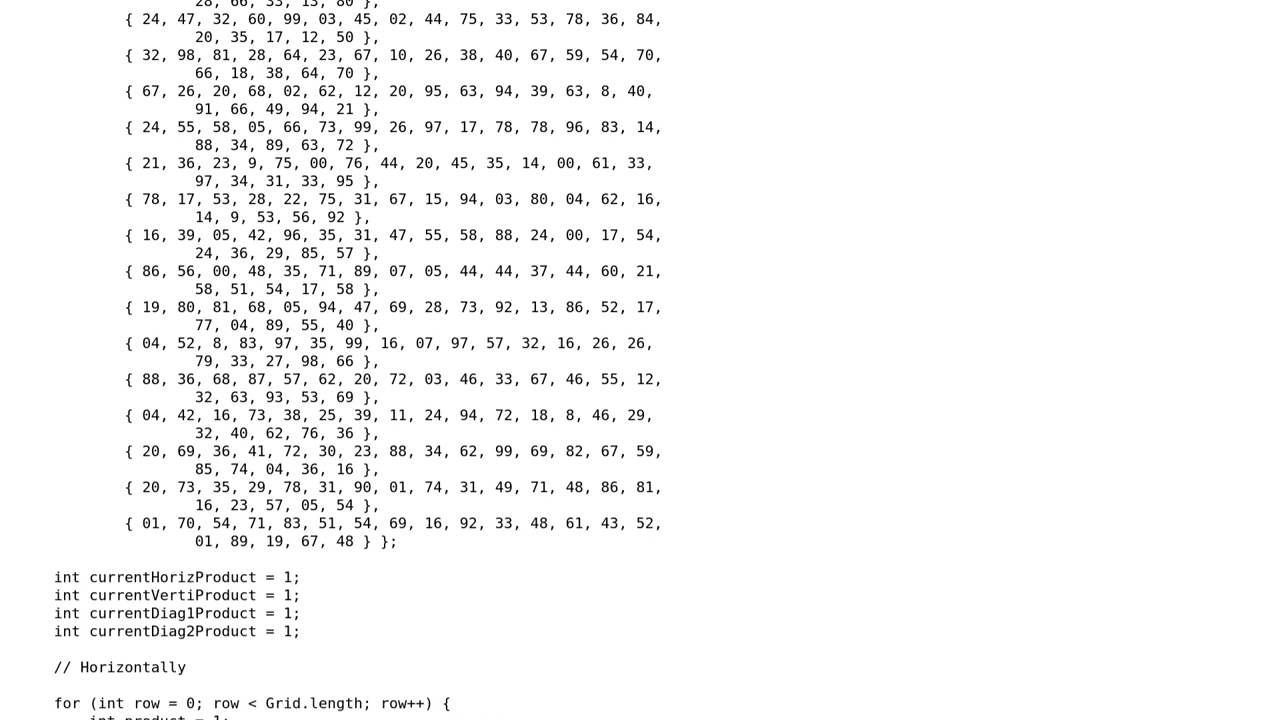 28, 66, 33, 13, 80 },
{ 24, 47, 32, 60, 99, 03, 45, 02, 44, 75, 33, 53, 78, 36, 84,
20, 35, 17, 12, 50 },
{ 32, 98, 81, 28, 64, 23, 67, 10, 26, 38, 40, 67, 59, 54, 70,
66, 18, 38, 64, 70 },
{ 67, 26, 20, 68, 02, 62, 12, 20, 95, 63, 94, 39, 63, 8, 40,
91, 66, 49, 94, 21 },
{ 24, 55, 58, 05, 66, 73, 99, 26, 97, 17, 78, 78, 96, 83, 14,
88, 34, 89, 63, 72 },
{ 21, 36, 23, 9, 75, 00, 76, 44, 20, 45, 35, 14, 00, 61, 33,
97, 34, 31, 33, 95 },
{ 78, 17, 53, 28, 22, 75, 31, 67, 15, 94, 03, 80, 04, 62, 16,
14, 9, 53, 56, 92 },
{ 16, 39, 05, 42, 96, 35, 31, 47, 55, 58, 88, 24, 00, 17, 54,
24, 36, 29, 85, 57 },
{ 86, 56, 00, 48, 35, 71, 89, 07, 05, 44, 44, 37, 44, 60, 21,
58, 51, 54, 17, 58 },
{ 19, 80, 81, 68, 05, 94, 47, 69, 28, 73, 92, 13, 86, 52, 17,
77, 04, 89, 55, 40 },
{ 04, 52, 8, 83, 97, 35, 99, 16, 07, 97, 57, 32, 16, 26, 26,
79, 33, 27, 98, 66 },
{ 88, 36, 68, 87, 57, 62, 20, 72, 03, 46, 33, 67, 46, 55, 12,
32, 63, 93, 53, 69 },
{ 04, 42, 16, 73, 38, 25, 39, 11, 24, 94, 72, 18, 8, 46, 29,
32, 40, 62, 76, 36 },
{ 20, 69, 36, 41, 72, 30, 23, 88, 34, 62, 99, 69, 82, 67, 59,
85, 74, 04, 36, 16 },
{ 20, 73, 35, 29, 78, 31, 90, 01, 74, 31, 49, 71, 48, 86, 81,
16, 23, 57, 05, 54 },
{ 01, 70, 54, 71, 83, 51, 54, 69, 16, 92, 33, 48, 61, 43, 52,
01, 89, 19, 67, 48 } };
int currentHorizProduct = 1;
int currentVertiProduct = 1;
int currentDiag1Product = 1;
int currentDiag2Product = 1;
// Horizontally
for (int row = 0; row < Grid.length; row++) {
int product = 1;